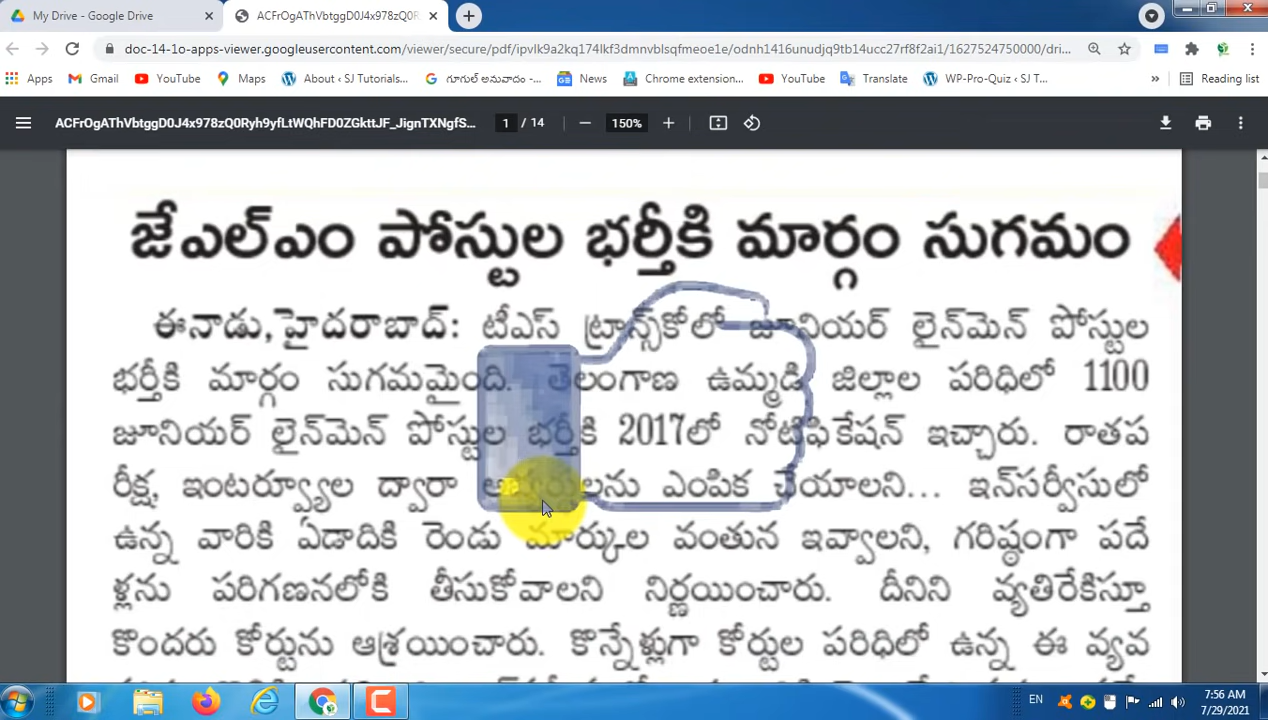 My Drive - Google Drive
ACFrOgAThVbtggD0J4x978zQ0R
doc-14-1o-apps-viewer.googleusercontent.com/viewer/secure/pdf/ipvlk9a2kq174lkf3dmnvblsqfmeoe1e/odnh1416unudjq9tb14ucc27rf8f2ai1/1627524750000/dri...
Apps Gmail YouTube Maps About ‹ SJ Tutorials... గూగుల్ అనువాదం -... News Chrome extension... YouTube Translate WP-Pro-Quiz ‹ SJ T... » Reading list
ACFrOgAThVbtggD0J4x978zQ0Ryh9yfLtWQhFD0ZGkttJF_JignTXNgfS... 1 / 14 150%
జేఎల్ఎం పోస్టుల భర్తీకి మార్గం సుగమం
ఈనాడు,హైదరాబాద్: టీఎస్ ట్రాన్స్‌కోలో జూనియర్ లైన్‌మెన్ పోస్టుల
భర్తీకి మార్గం సుగమమైంది. తెలంగాణ ఉమ్మడి జిల్లాల పరిధిలో 1100
జూనియర్ లైన్‌మెన్ పోస్టుల భర్తీకి 2017లో నోటిఫికేషన్ ఇచ్చారు. రాతప
రీక్ష, ఇంటర్వ్యూల ద్వారా ఎంపిక చేయాలని... ఇన్‌సర్వీసులో
ఉన్న వారికి ఏడాదికి రెండు మార్కుల వంతున ఇవ్వాలని, గరిష్ఠంగా పదే
ళ్లను పరిగణనలోకి తీసుకోవాలని నిర్ణయించారు. దీనిని వ్యతిరేకిస్తూ
కొందరు కోర్టును ఆశ్రయించారు. కొన్నేళ్లుగా కోర్టుల పరిధిలో ఉన్న ఈ వ్యవ
EN
7:56 AM
7/29/2021